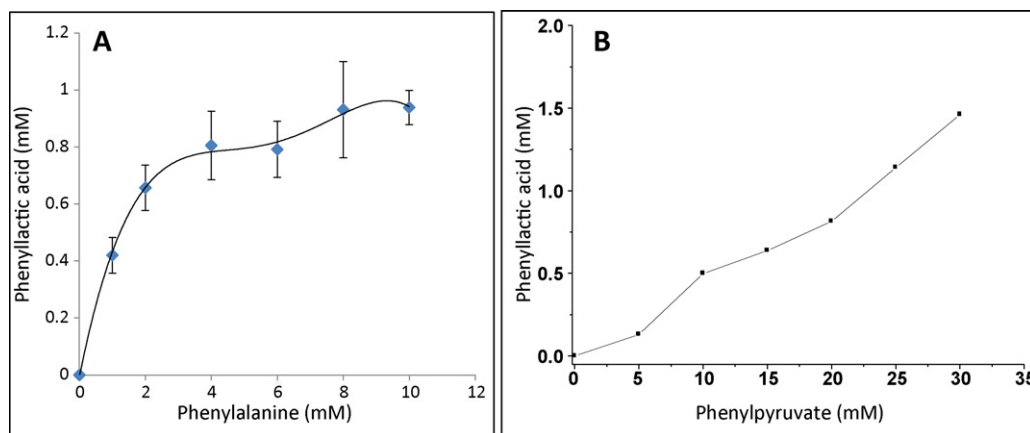 A
1.2
1
0.8
0.6
0.4
0.2
0
0 2 4 6 8 10 12
Phenylalanine (mM)
Phenyllactic acid (mM)
B
2.0
1.5
1.0
0.5
0.0
0 5 10 15 20 25 30 35
Phenylpyruvate (mM)
Phenyllactic acid (mM)